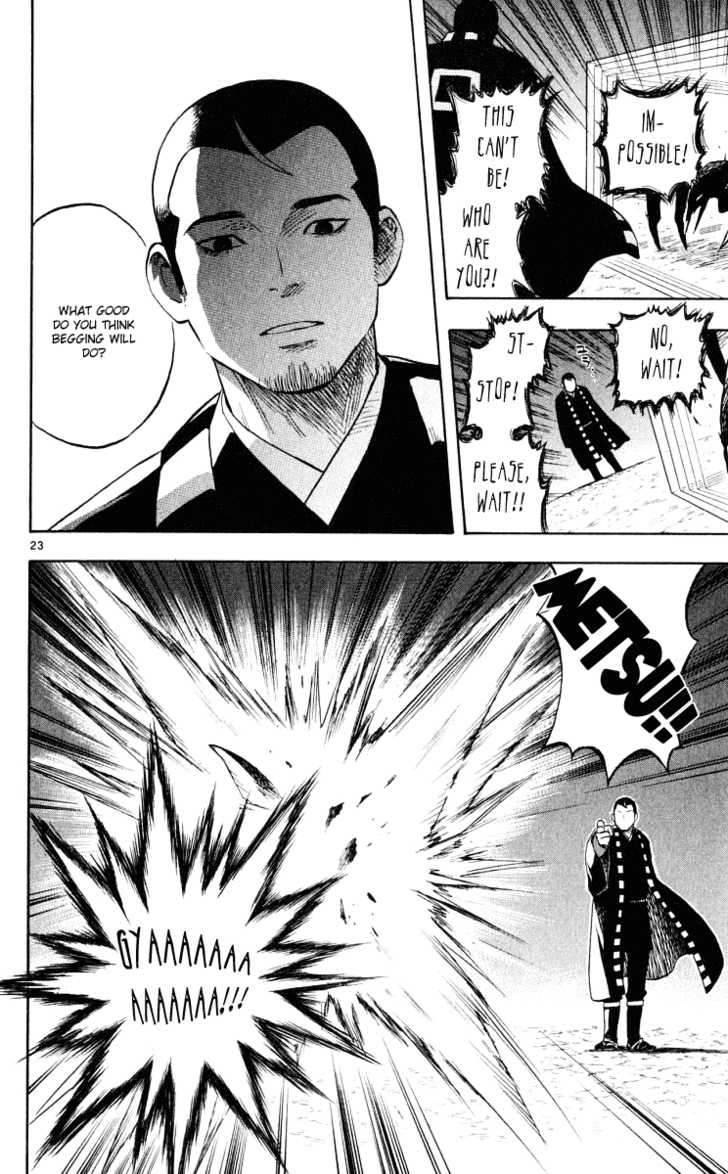 IM-
POSSIBLE!
THIS
CAN'T
BE!
WHO
ARE
YOU?!
NO,
WAIT!
ST-
STOP!
PLEASE,
WAIT!!
WHAT GOOD
DO YOU THINK
BEGGING WILL
DO?
23
METSU!!
GYAAAAAAA
AAAAAAA!!!